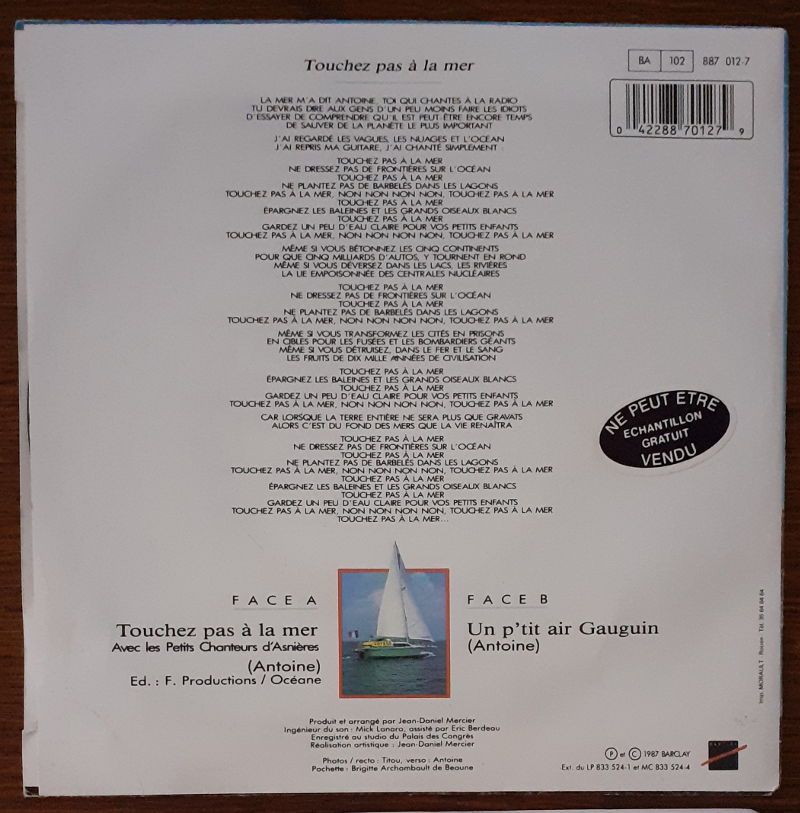 Touchez pas à la mer
BA 102 887 012-7
0 42288 70127 9
LA MER M'A DIT ANTOINE, TOI QUI CHANTES À LA RADIO
TU DEVRAIS DIRE AUX GENS D'UN PEU MOINS FAIRE LES IDIOTS
D'ESSAYER DE COMPRENDRE QU'IL EST PEUT ÊTRE ENCORE TEMPS
DE SAUVER DE LA PLANÈTE LE PLUS IMPORTANT
J'AI REGARDÉ LES VAGUES, LES NUAGES ET L'OCÉAN
J'AI REPRIS MA GUITARE, J'AI CHANTÉ SIMPLEMENT :
TOUCHEZ PAS À LA MER
NE DRESSEZ PAS DE FRONTIÈRES SUR L'OCÉAN
TOUCHEZ PAS À LA MER
NE PLANTEZ PAS DE BARBELÉS DANS LES LAGONS
TOUCHEZ PAS À LA MER, NON NON NON NON, TOUCHEZ PAS À LA MER
TOUCHEZ PAS À LA MER
ÉPARGNEZ LES BALEINES ET LES GRANDS OISEAUX BLANCS
TOUCHEZ PAS À LA MER
GARDEZ UN PEU D'EAU CLAIRE POUR VOS PETITS ENFANTS
TOUCHEZ PAS À LA MER, NON NON NON NON, TOUCHEZ PAS À LA MER
MÊME SI VOUS BÉTONNEZ LES CINQ CONTINENTS
POUR QUE CINQ MILLIARDS D'AUTOS, Y TOURNENT EN ROND
MÊME SI VOUS DÉVERSEZ DANS LES LACS, LES RIVIÈRES
LA LIE EMPOISONNÉE DES CENTRALES NUCLÉAIRES
TOUCHEZ PAS À LA MER
NE DRESSEZ PAS DE FRONTIÈRES SUR L'OCÉAN
TOUCHEZ PAS À LA MER
NE PLANTEZ PAS DE BARBELÉS DANS LES LAGONS
TOUCHEZ PAS À LA MER, NON NON NON NON, TOUCHEZ PAS À LA MER
MÊME SI VOUS TRANSFORMEZ LES CITÉS EN PRISONS
EN CIBLES POUR LES FUSÉES ET LES BOMBARDIERS GÉANTS
MÊME SI VOUS DÉTRUISEZ, DANS LE FER ET LE SANG
LES FRUITS DE DIX MILLE ANNÉES DE CIVILISATION
TOUCHEZ PAS À LA MER
ÉPARGNEZ LES BALEINES ET LES GRANDS OISEAUX BLANCS
TOUCHEZ PAS À LA MER
GARDEZ UN PEU D'EAU CLAIRE POUR VOS PETITS ENFANTS
TOUCHEZ PAS À LA MER, NON NON NON NON, TOUCHEZ PAS À LA MER
CAR LORSQUE LA TERRE ENTIÈRE NE SERA PLUS QUE GRAVATS
ALORS C'EST DU FOND DES MERS QUE LA VIE RENAÎTRA
TOUCHEZ PAS À LA MER
NE DRESSEZ PAS DE FRONTIÈRES SUR L'OCÉAN
TOUCHEZ PAS À LA MER
NE PLANTEZ PAS DE BARBELÉS DANS LES LAGONS
TOUCHEZ PAS À LA MER, NON NON NON NON, TOUCHEZ PAS À LA MER
TOUCHEZ PAS À LA MER
ÉPARGNEZ LES BALEINES ET LES GRANDS OISEAUX BLANCS
TOUCHEZ PAS À LA MER
GARDEZ UN PEU D'EAU CLAIRE POUR VOS PETITS ENFANTS
TOUCHEZ PAS À LA MER, NON NON NON NON, TOUCHEZ PAS À LA MER
TOUCHEZ PAS À LA MER...
NE PEUT ETRE
ECHANTILLON
GRATUIT
VENDU
FACE A
Touchez pas à la mer
Avec les Petits Chanteurs d'Asnières
(Antoine)
Ed. : F. Productions / Océane
FACE B
Un p'tit air Gauguin
(Antoine)
Produit et arrangé par Jean-Daniel Mercier
Ingénieur du son : Mick Lanaro, assisté par Eric Berdeau
Enregistré au studio du Palais des Congrès
Réalisation artistique : Jean-Daniel Mercier
Photos / recto : Titou, verso : Antoine
Pochette : Brigitte Archambault de Beaune
Ⓟ et © 1987 BARCLAY
Ext. du LP 833 524-1 et MC 833 524-4
BARCLAY
Imp. MORAULT - Rouen - Tél. 35 64 94 64